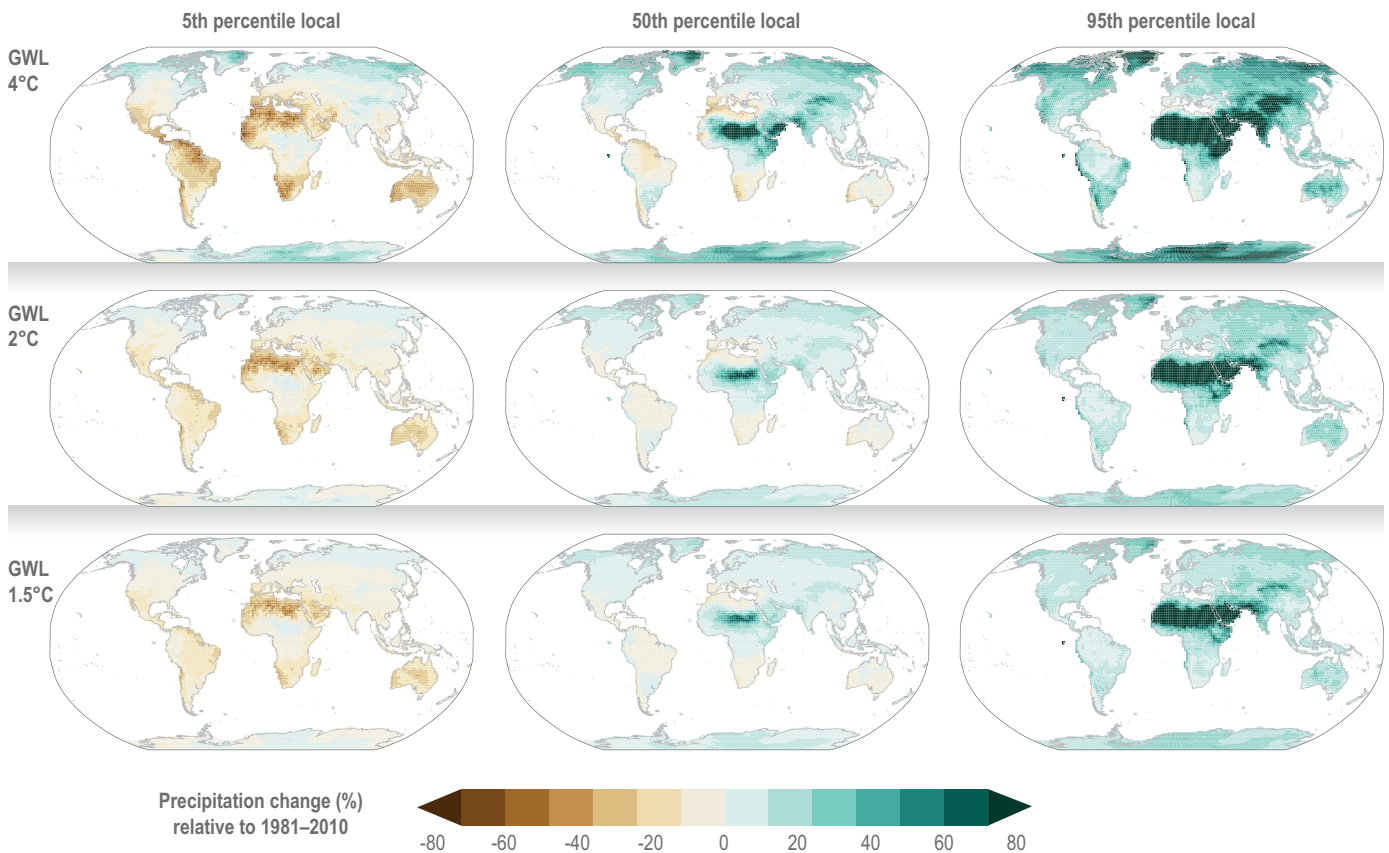 5th percentile local
50th percentile local
95th percentile local
GWL
4°C
GWL
2°C
GWL
1.5°C
Precipitation change (%)
relative to 1981–2010
-80 -60 -40 -20 0 20 40 60 80